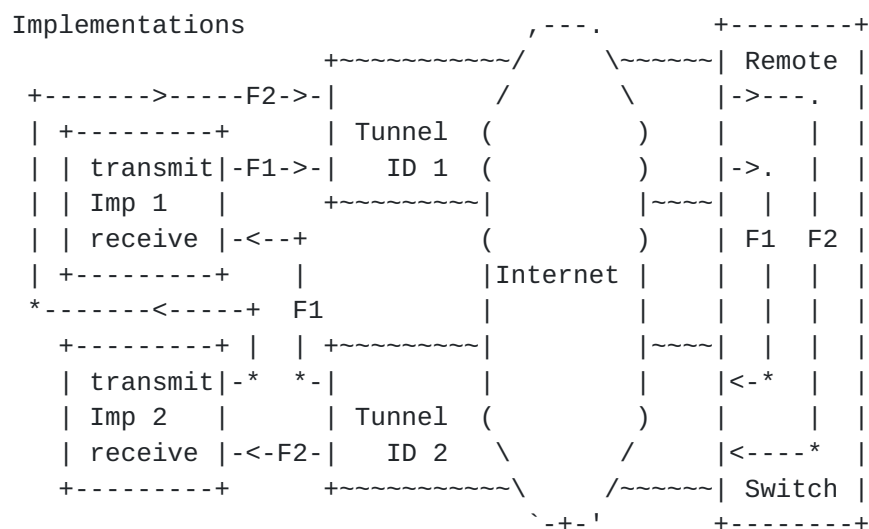 Implementations                  ,---.       +--------+
                    +~~~~~~~~~~~/     \~~~~~~| Remote |
 +------->-----F2->-|          /       \     |->---.  |
 | +---------+      | Tunnel  (         )    |     |  |
 | | transmit|-F1->-|   ID 1  (         )    |->.  |  |
 | | Imp 1   |      +~~~~~~~~~|         |~~~~|  |  |  |
 | | receive |-<--+           (         )    | F1  F2 |
 | +---------+    |           |Internet |    |  |  |  |
 *-------<-----+  F1          |         |    |  |  |  |
   +---------+ |  | +~~~~~~~~~|         |~~~~|  |  |  |
   | transmit|-*  *-|         |         |    |<-*  |  |
   | Imp 2   |      | Tunnel  (         )    |     |  |
   | receive |-<-F2-|   ID 2   \       /     |<----*  |
   +---------+      +~~~~~~~~~~~\     /~~~~~~| Switch |
                                 `-+-'       +--------+